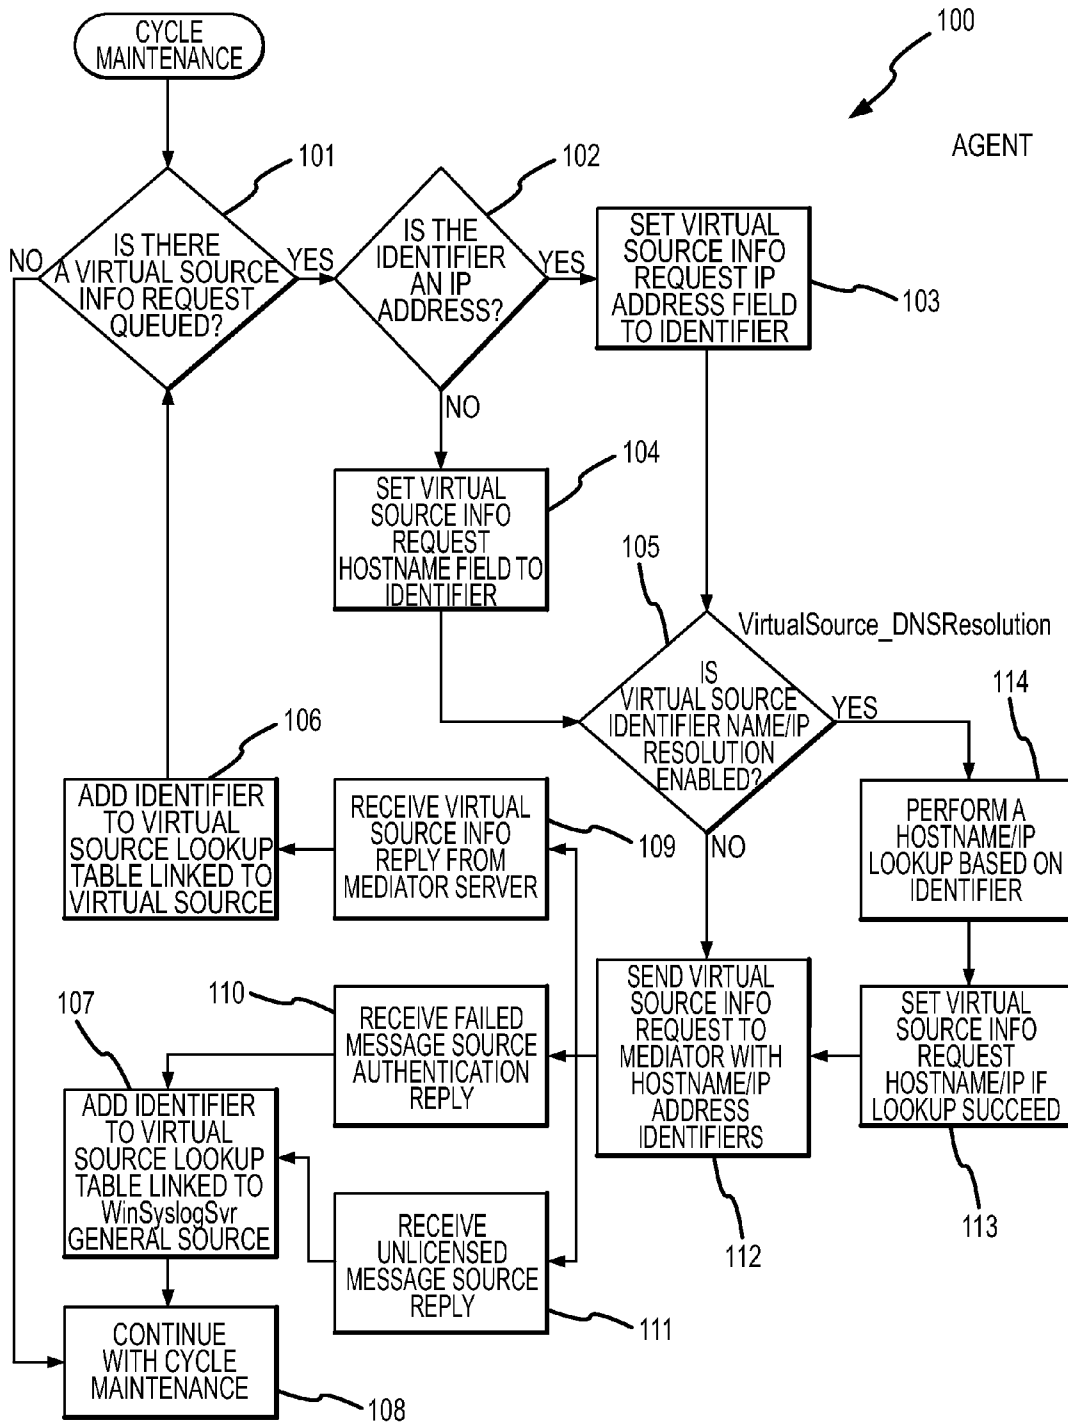 CYCLE
MAINTENANCE
100
AGENT
101
102
IS THERE
A VIRTUAL SOURCE
INFO REQUEST
QUEUED?
NO
YES
IS THE
IDENTIFIER
AN IP
ADDRESS?
YES
NO
SET VIRTUAL
SOURCE INFO
REQUEST IP
ADDRESS FIELD
TO IDENTIFIER
103
104
SET VIRTUAL
SOURCE INFO
REQUEST
HOSTNAME FIELD TO
IDENTIFIER
105
VirtualSource_DNSResolution
IS
VIRTUAL SOURCE
IDENTIFIER NAME/IP
RESOLUTION
ENABLED?
YES
NO
114
PERFORM A
HOSTNAME/IP
LOOKUP BASED ON
IDENTIFIER
106
ADD IDENTIFIER
TO VIRTUAL
SOURCE LOOKUP
TABLE LINKED TO
VIRTUAL SOURCE
RECEIVE VIRTUAL
SOURCE INFO
REPLY FROM
MEDIATOR SERVER
109
110
RECEIVE FAILED
MESSAGE SOURCE
AUTHENTICATION
REPLY
SEND VIRTUAL
SOURCE INFO
REQUEST TO
MEDIATOR WITH
HOSTNAME/IP
ADDRESS
IDENTIFIERS
112
SET VIRTUAL
SOURCE INFO
REQUEST
HOSTNAME/IP IF
LOOKUP SUCCEED
113
107
ADD IDENTIFIER
TO VIRTUAL
SOURCE LOOKUP
TABLE LINKED TO
WinSyslogSvr
GENERAL SOURCE
RECEIVE
UNLICENSED
MESSAGE SOURCE
REPLY
111
CONTINUE
WITH CYCLE
MAINTENANCE
108